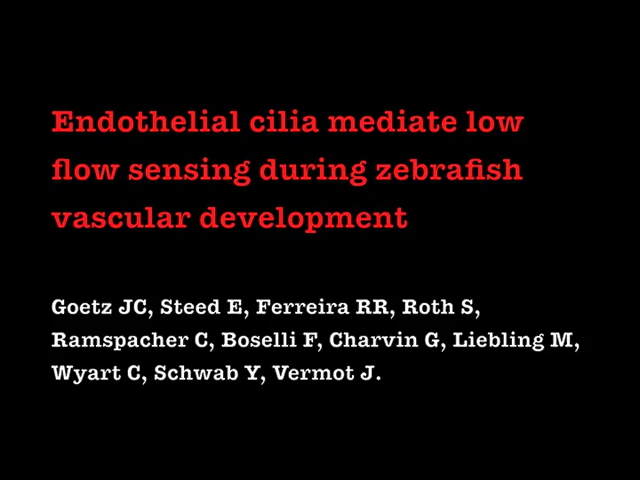 Endothelial cilia mediate low
flow sensing during zebrafish
vascular development
Goetz JC, Steed E, Ferreira RR, Roth S,
Ramspacher C, Boselli F, Charvin G, Liebling M,
Wyart C, Schwab Y, Vermot J.